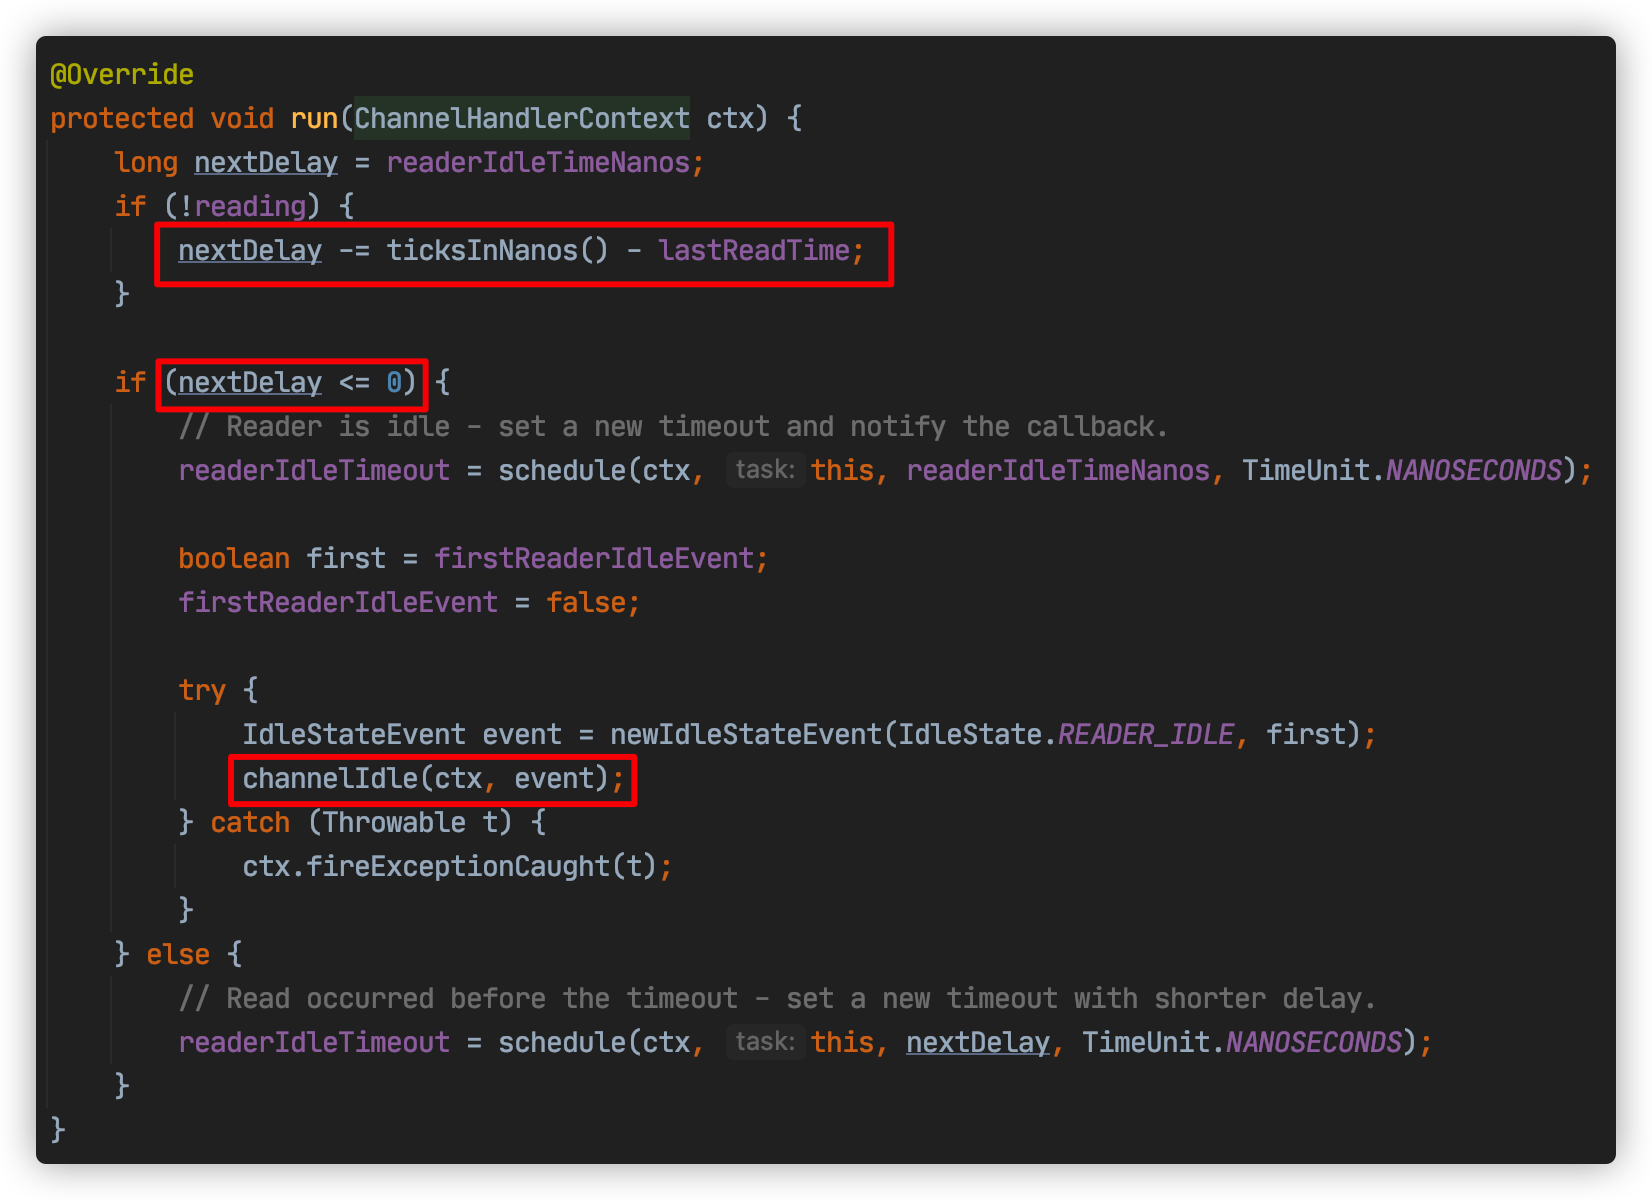 @Override
protected void run(ChannelHandlerContext ctx) {
    long nextDelay = readerIdleTimeNanos;
    if (!reading) {
        nextDelay -= ticksInNanos() - lastReadTime;
    }

    if (nextDelay <= 0) {
        // Reader is idle - set a new timeout and notify the callback.
        readerIdleTimeout = schedule(ctx, task: this, readerIdleTimeNanos, TimeUnit.NANOSECONDS);

        boolean first = firstReaderIdleEvent;
        firstReaderIdleEvent = false;

        try {
            IdleStateEvent event = newIdleStateEvent(IdleState.READER_IDLE, first);
            channelIdle(ctx, event);
        } catch (Throwable t) {
            ctx.fireExceptionCaught(t);
        }
    } else {
        // Read occurred before the timeout - set a new timeout with shorter delay.
        readerIdleTimeout = schedule(ctx, task: this, nextDelay, TimeUnit.NANOSECONDS);
    }
}